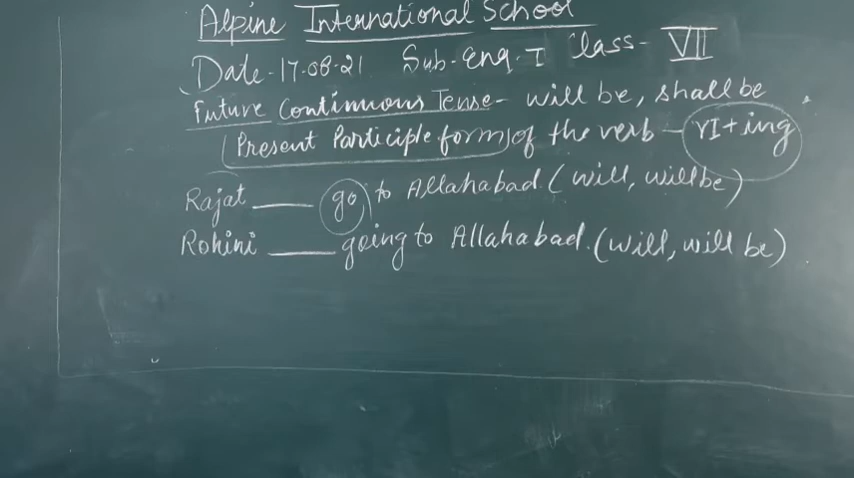 Alpine International School
Date-17-08-21 Sub-Eng-I Class- VII
Future Continuous Tense- will be, shall be
(Present Participle form) of the verb - VI+ing
Rajat ____ go to Allahabad. (will, will be)
Rohini ____ going to Allahabad. (will, will be)